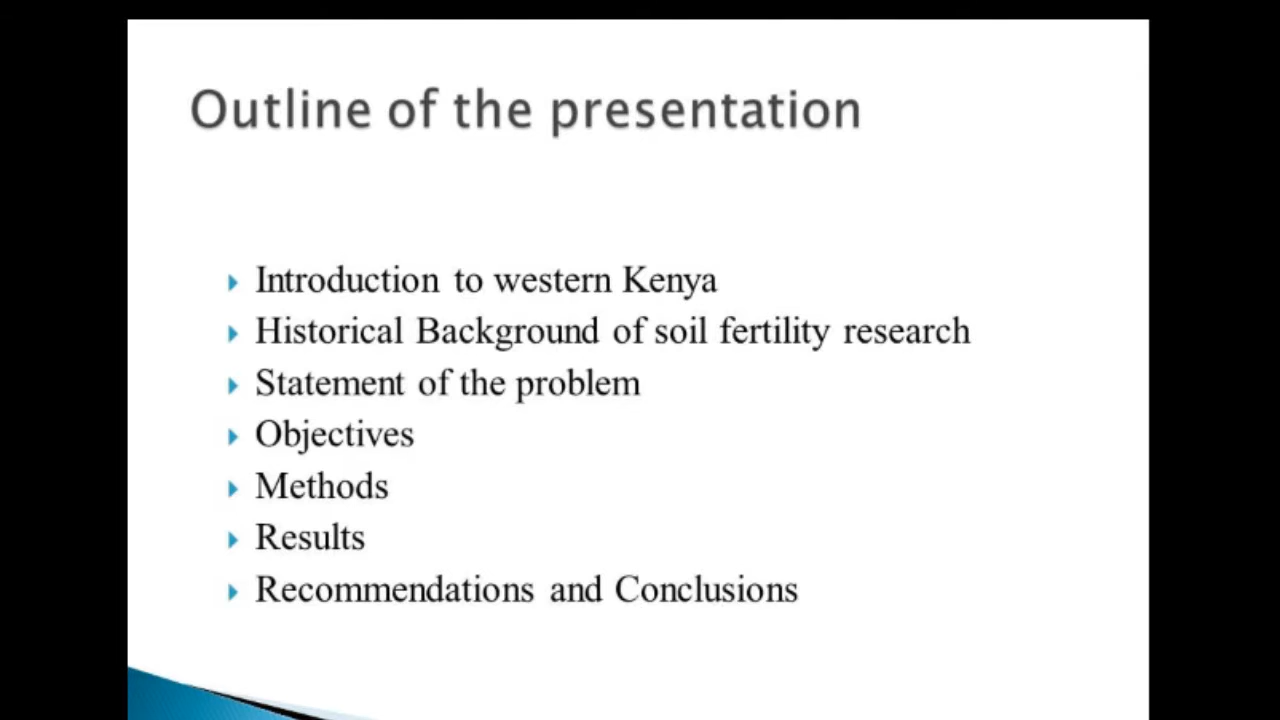 Outline of the presentation
Introduction to western Kenya
Historical Background of soil fertility research
Statement of the problem
Objectives
Methods
Results
Recommendations and Conclusions